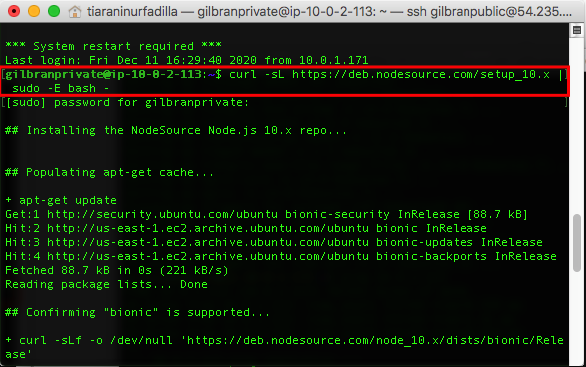 tiaraninurfadilla — gilbranprivate@ip-10-0-2-113: ~ — ssh gilbranpublic@54.235....
*** System restart required ***
Last login: Fri Dec 11 16:29:40 2020 from 10.0.1.171
[gilbranprivate@ip-10-0-2-113:~$ curl -sL https://deb.nodesource.com/setup_10.x |]
 sudo -E bash -
[[sudo] password for gilbranprivate:
## Installing the NodeSource Node.js 10.x repo...
## Populating apt-get cache...
+ apt-get update
Get:1 http://security.ubuntu.com/ubuntu bionic-security InRelease [88.7 kB]
Hit:2 http://us-east-1.ec2.archive.ubuntu.com/ubuntu bionic InRelease
Hit:3 http://us-east-1.ec2.archive.ubuntu.com/ubuntu bionic-updates InRelease
Hit:4 http://us-east-1.ec2.archive.ubuntu.com/ubuntu bionic-backports InRelease
Fetched 88.7 kB in 0s (221 kB/s)
Reading package lists... Done
## Confirming "bionic" is supported...
+ curl -sLf -o /dev/null 'https://deb.nodesource.com/node_10.x/dists/bionic/Rele
ase'